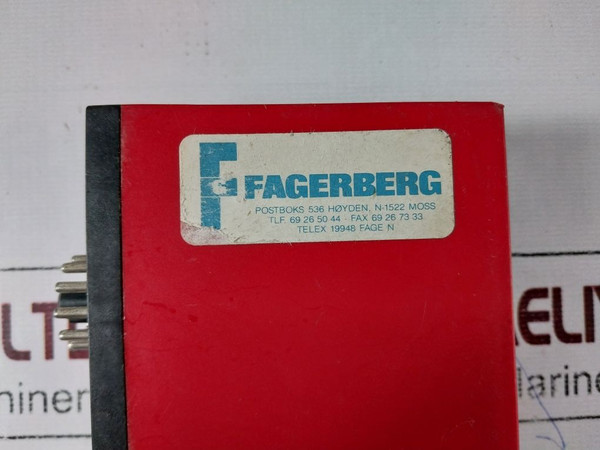 FAGERBERG
POSTBOKS 536 HØYDEN, N-1522 MOSS
TLF. 69 26 50 44 - FAX 69 26 73 33
TELEX 19948 FAGE N